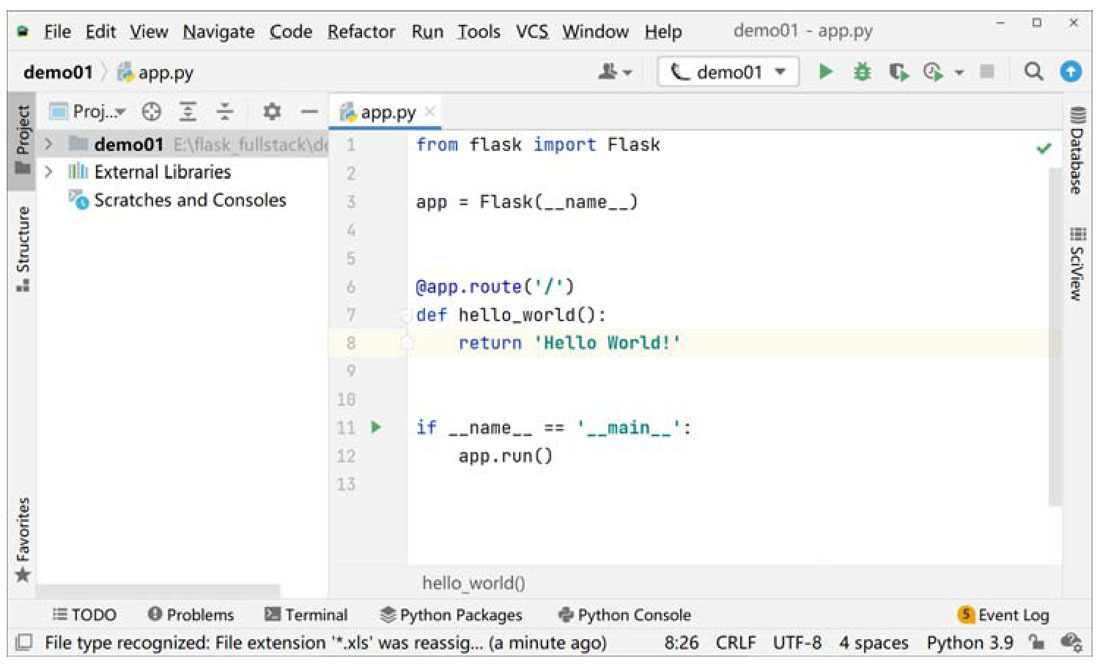 File Edit View Navigate Code Refactor Run Tools VCS Window Help demo01 - app.py
demo01 app.py demo01
Project
Structure
Favorites
Proj...
demo01 E:\flask_fullstack\de
External Libraries
Scratches and Consoles
app.py
1 from flask import Flask
2
3 app = Flask(__name__)
4
5
6 @app.route('/')
7 def hello_world():
8 return 'Hello World!'
9
10
11 if __name__ == '__main__':
12 app.run()
13
hello_world()
Database
SciView
TODO Problems Terminal Python Packages Python Console 5 Event Log
File type recognized: File extension '*.xls' was reassig... (a minute ago) 8:26 CRLF UTF-8 4 spaces Python 3.9